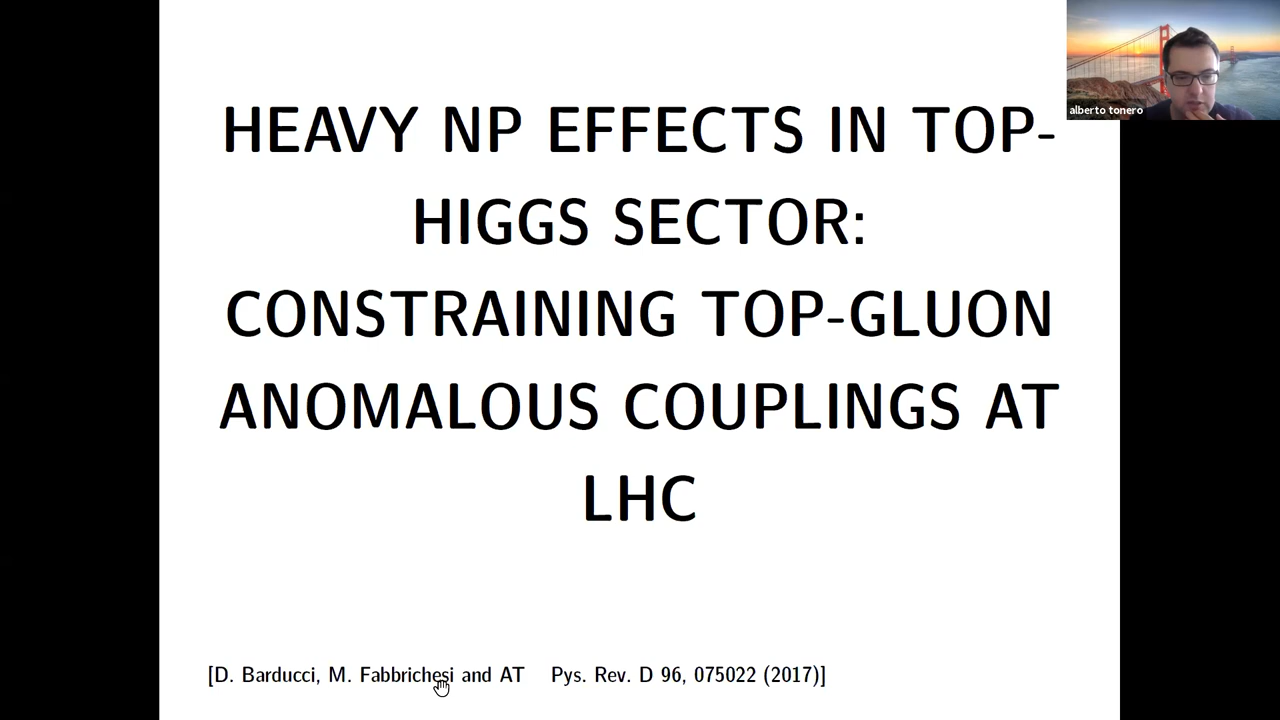 alberto tonero
HEAVY NP EFFECTS IN TOP-
HIGGS SECTOR:
CONSTRAINING TOP-GLUON
ANOMALOUS COUPLINGS AT
LHC
[D. Barducci, M. Fabbrichesi and AT Pys. Rev. D 96, 075022 (2017)]